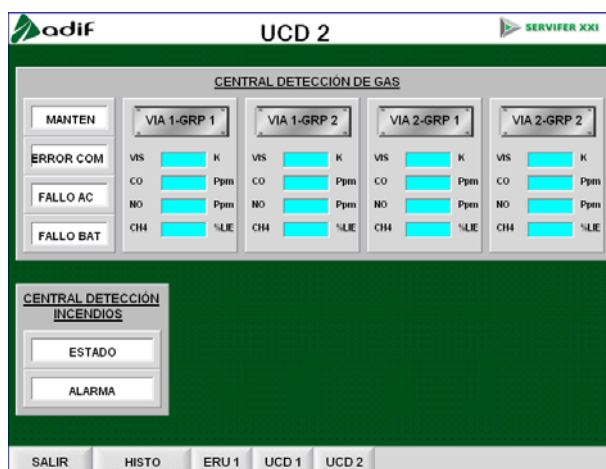 adif
UCD 2
SERVIFER XXI
CENTRAL DETECCIÓN DE GAS
MANTEN
ERROR COM
FALLO AC
FALLO BAT
VIA 1-GRP 1
VIS K
CO Ppm
NO Ppm
CH4 %LIE
VIA 1-GRP 2
VIS K
CO Ppm
NO Ppm
CH4 %LIE
VIA 2-GRP 1
VIS K
CO Ppm
NO Ppm
CH4 %LIE
VIA 2-GRP 2
VIS K
CO Ppm
NO Ppm
CH4 %LIE
CENTRAL DETECCIÓN
INCENDIOS
ESTADO
ALARMA
SALIR HISTO ERU 1 UCD 1 UCD 2